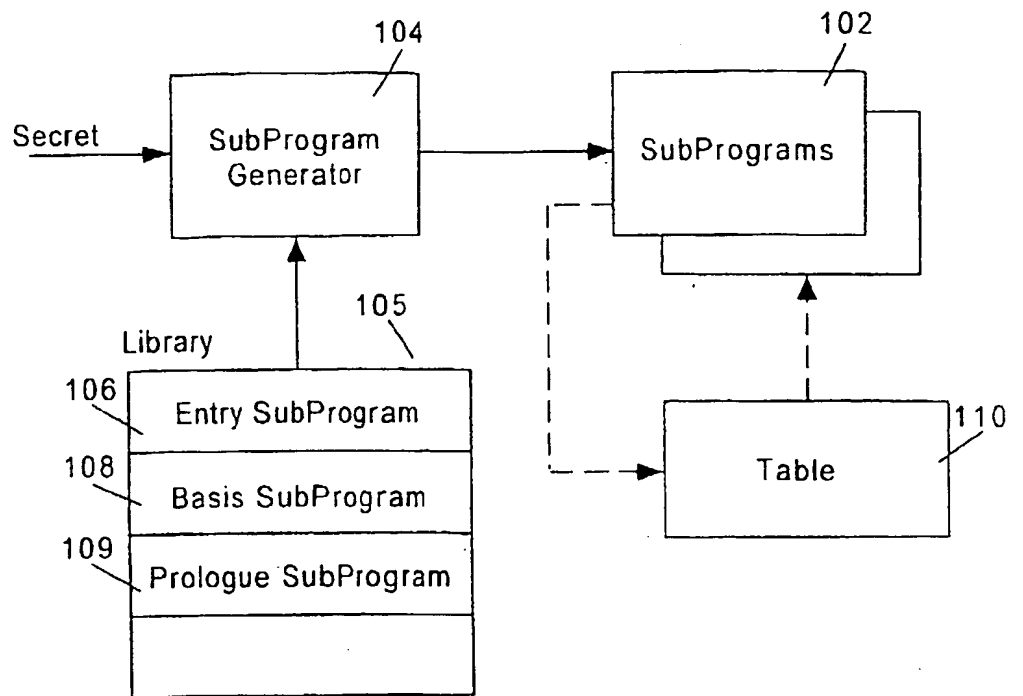 104
102
Secret
SubProgram
Generator
SubPrograms
105
Library
106
Entry SubProgram
110
108
Basis SubProgram
Table
109
Prologue SubProgram